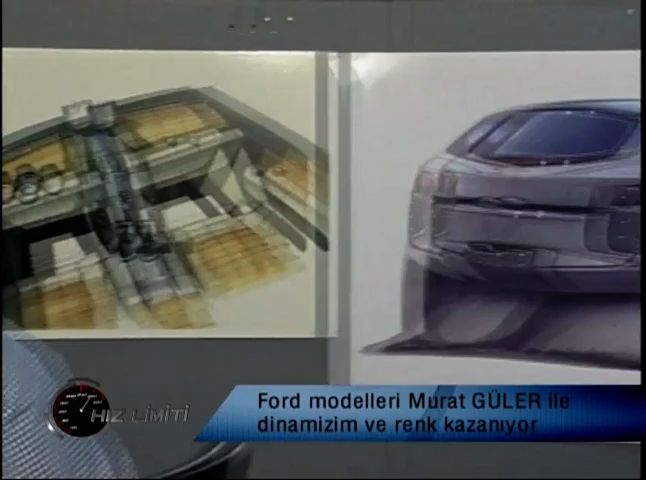 HIZ LİMİTİ
Ford modelleri Murat GÜLER ile
dinamizim ve renk kazanıyor